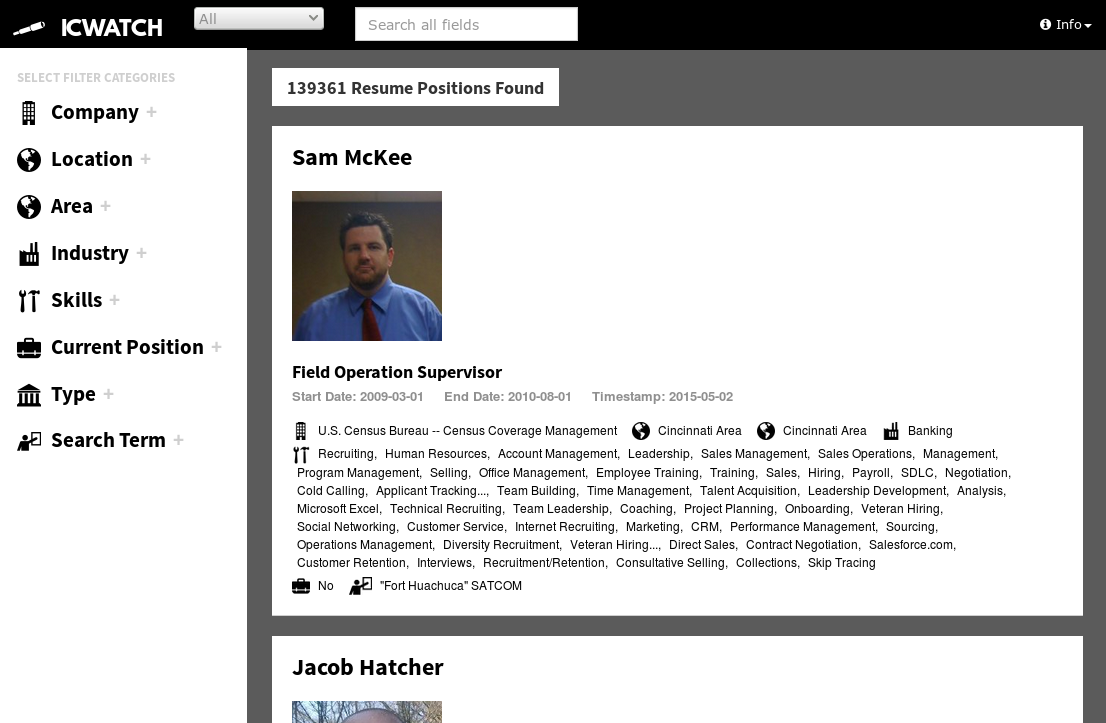 ICWATCH
All
Search all fields
Info
SELECT FILTER CATEGORIES
Company +
Location +
Area +
Industry +
Skills +
Current Position +
Type +
Search Term +
139361 Resume Positions Found
Sam McKee
Field Operation Supervisor
Start Date: 2009-03-01 End Date: 2010-08-01 Timestamp: 2015-05-02
U.S. Census Bureau -- Census Coverage Management Cincinnati Area Cincinnati Area Banking
Recruiting, Human Resources, Account Management, Leadership, Sales Management, Sales Operations, Management,
Program Management, Selling, Office Management, Employee Training, Training, Sales, Hiring, Payroll, SDLC, Negotiation,
Cold Calling, Applicant Tracking..., Team Building, Time Management, Talent Acquisition, Leadership Development, Analysis,
Microsoft Excel, Technical Recruiting, Team Leadership, Coaching, Project Planning, Onboarding, Veteran Hiring,
Social Networking, Customer Service, Internet Recruiting, Marketing, CRM, Performance Management, Sourcing,
Operations Management, Diversity Recruitment, Veteran Hiring..., Direct Sales, Contract Negotiation, Salesforce.com,
Customer Retention, Interviews, Recruitment/Retention, Consultative Selling, Collections, Skip Tracing
No "Fort Huachuca" SATCOM
Jacob Hatcher